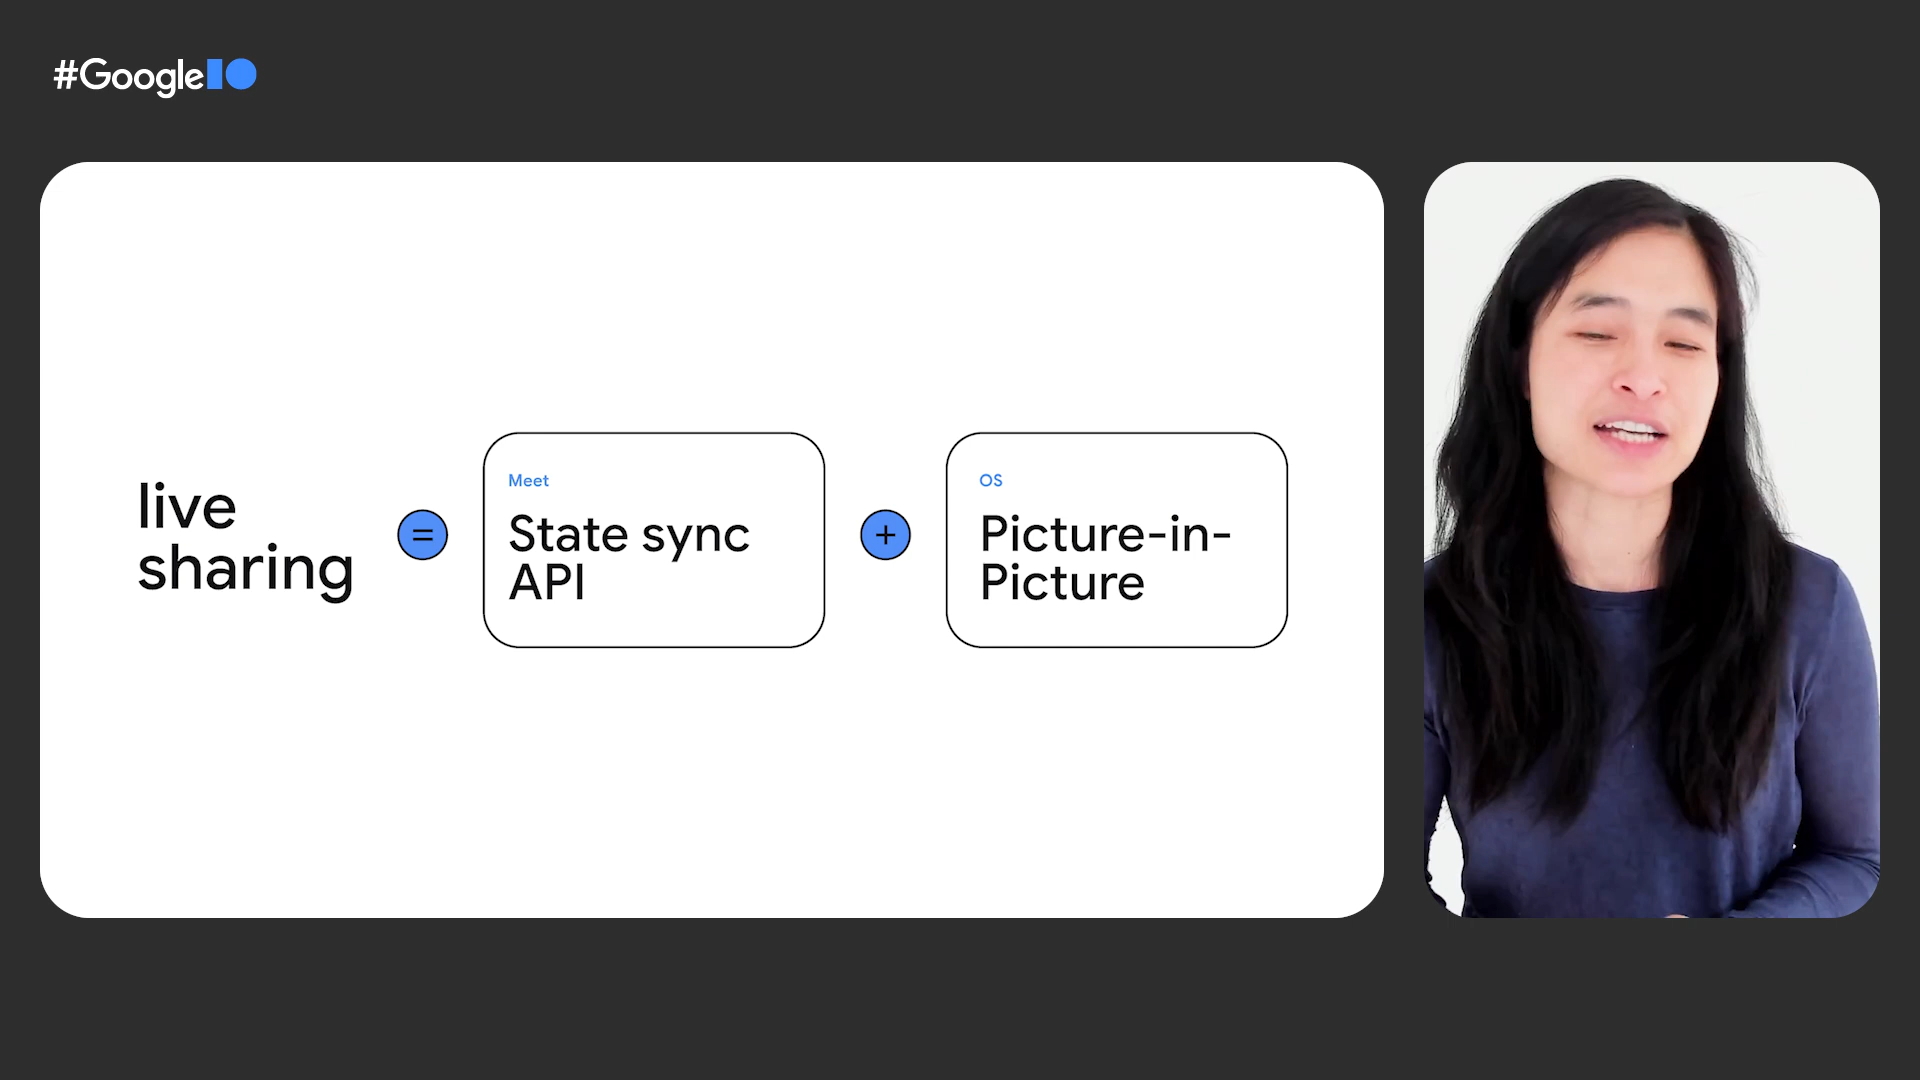 #GoogleIO
live
sharing
=
Meet
State sync
API
+
OS
Picture-in-
Picture